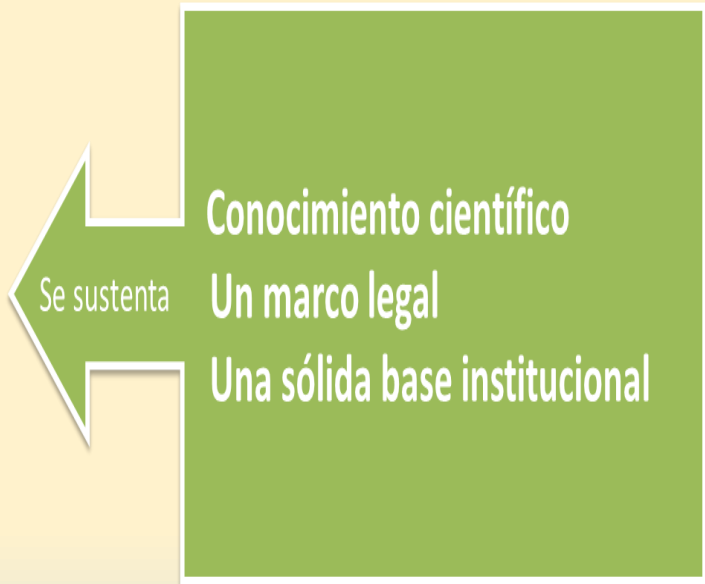 Se sustenta
Conocimiento científico
Un marco legal
Una sólida base institucional